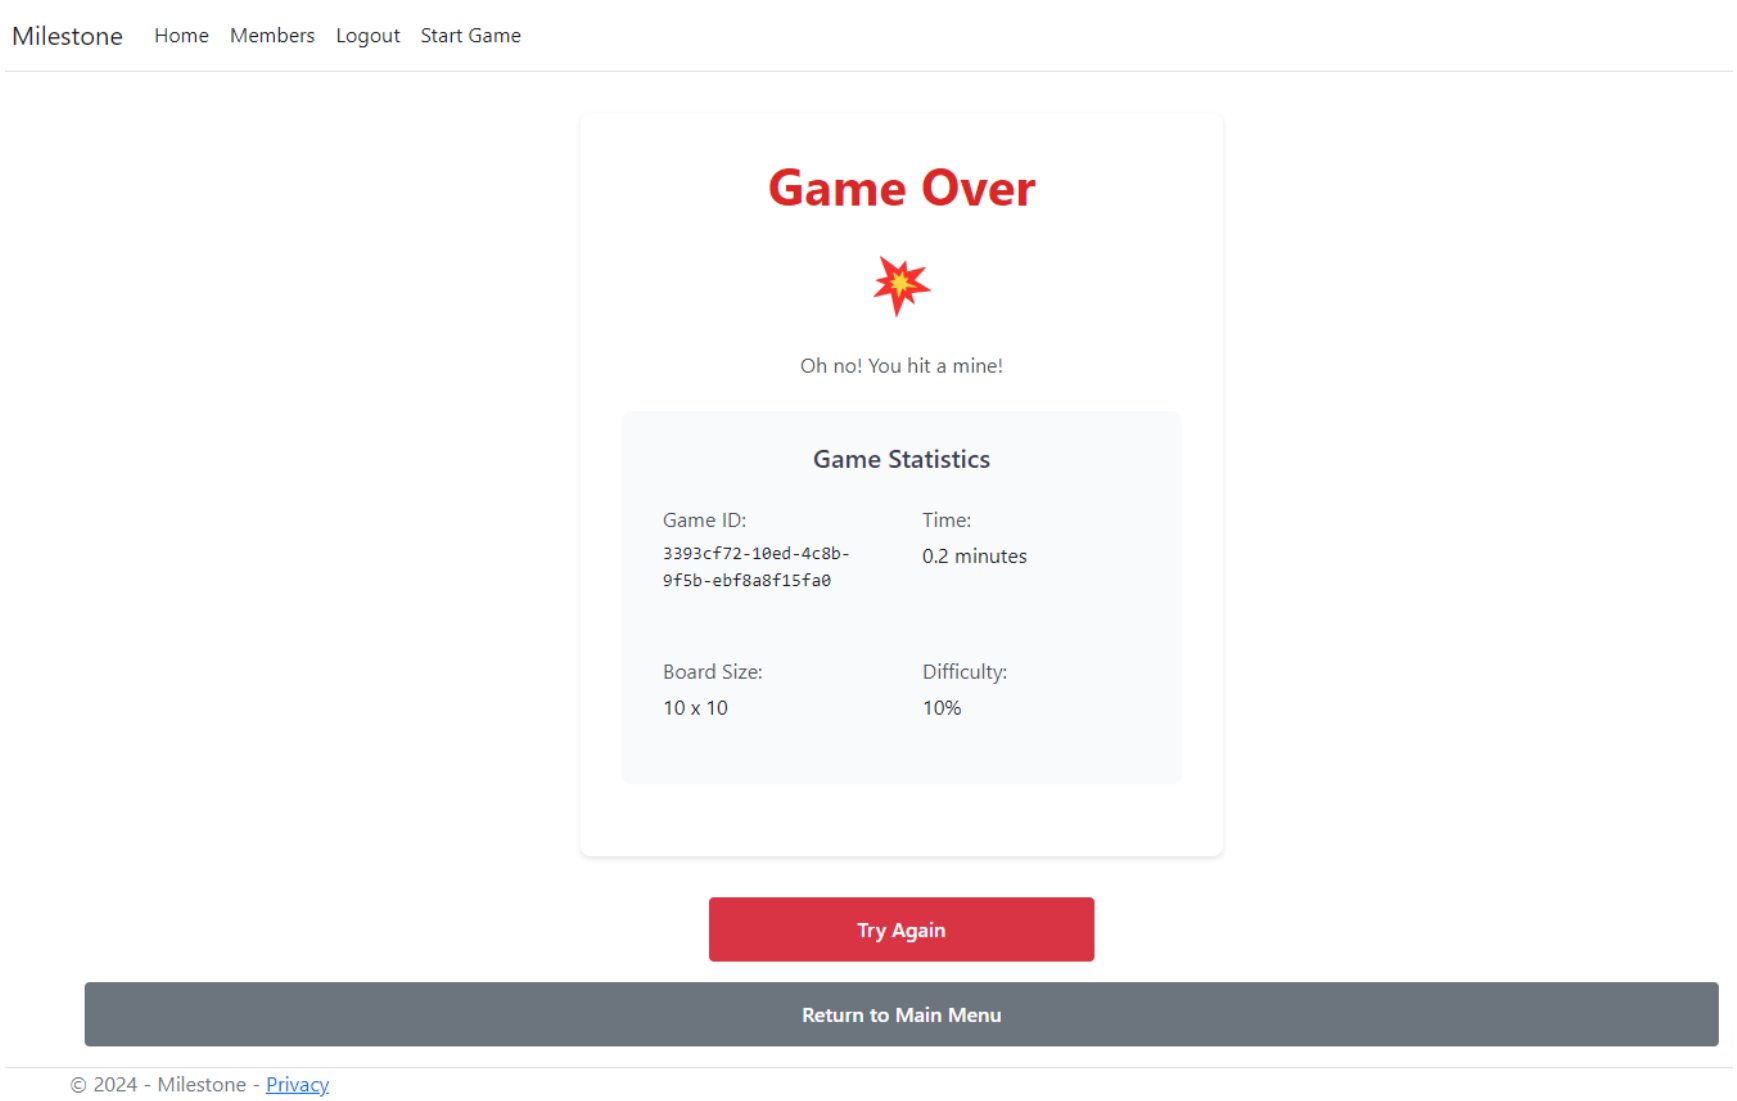 Milestone Home Members Logout Start Game
Game Over
Oh no! You hit a mine!
Game Statistics
Game ID:
3393cf72-10ed-4c8b-
9f5b-ebf8a8f15fa0
Time:
0.2 minutes
Board Size:
10 x 10
Difficulty:
10%
Try Again
Return to Main Menu
© 2024 - Milestone - Privacy